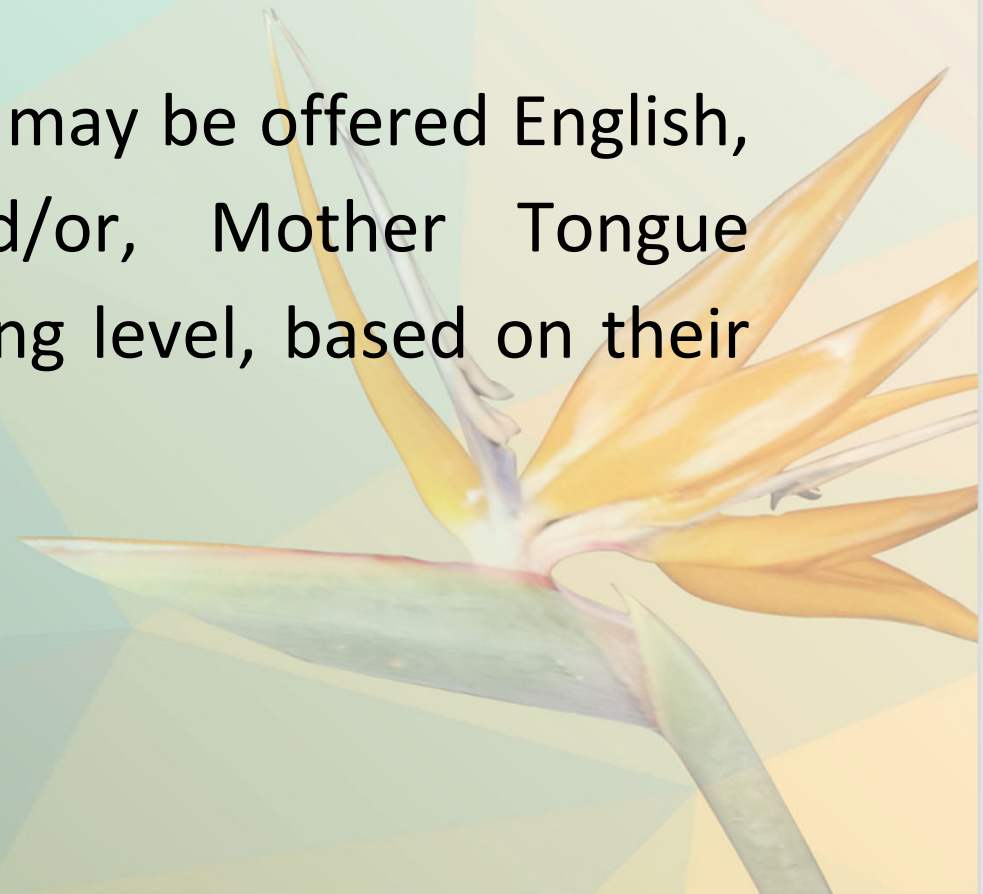 may be offered English,
d/or, Mother Tongue
ng level, based on their